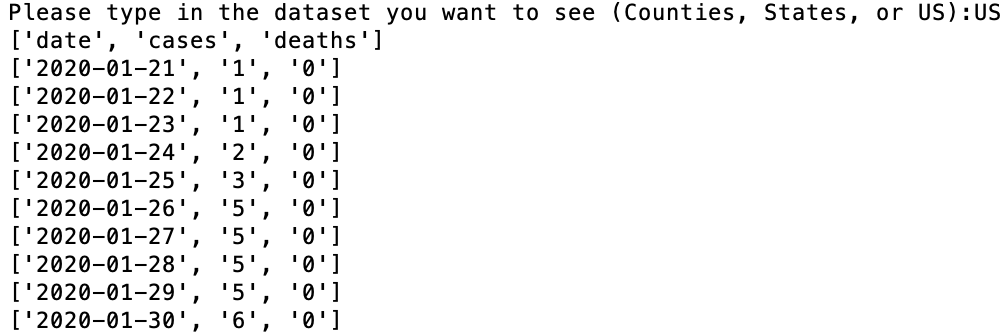 Please type in the dataset you want to see (Counties, States, or US):US
['date', 'cases', 'deaths']
['2020-01-21', '1', '0']
['2020-01-22', '1', '0']
['2020-01-23', '1', '0']
['2020-01-24', '2', '0']
['2020-01-25', '3', '0']
['2020-01-26', '5', '0']
['2020-01-27', '5', '0']
['2020-01-28', '5', '0']
['2020-01-29', '5', '0']
['2020-01-30', '6', '0']